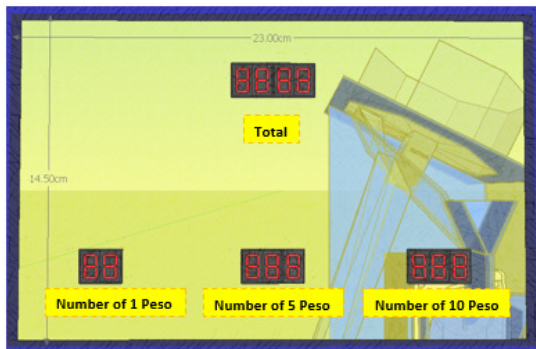 23.00cm
Total
14.50cm
Number of 1 Peso
Number of 5 Peso
Number of 10 Peso